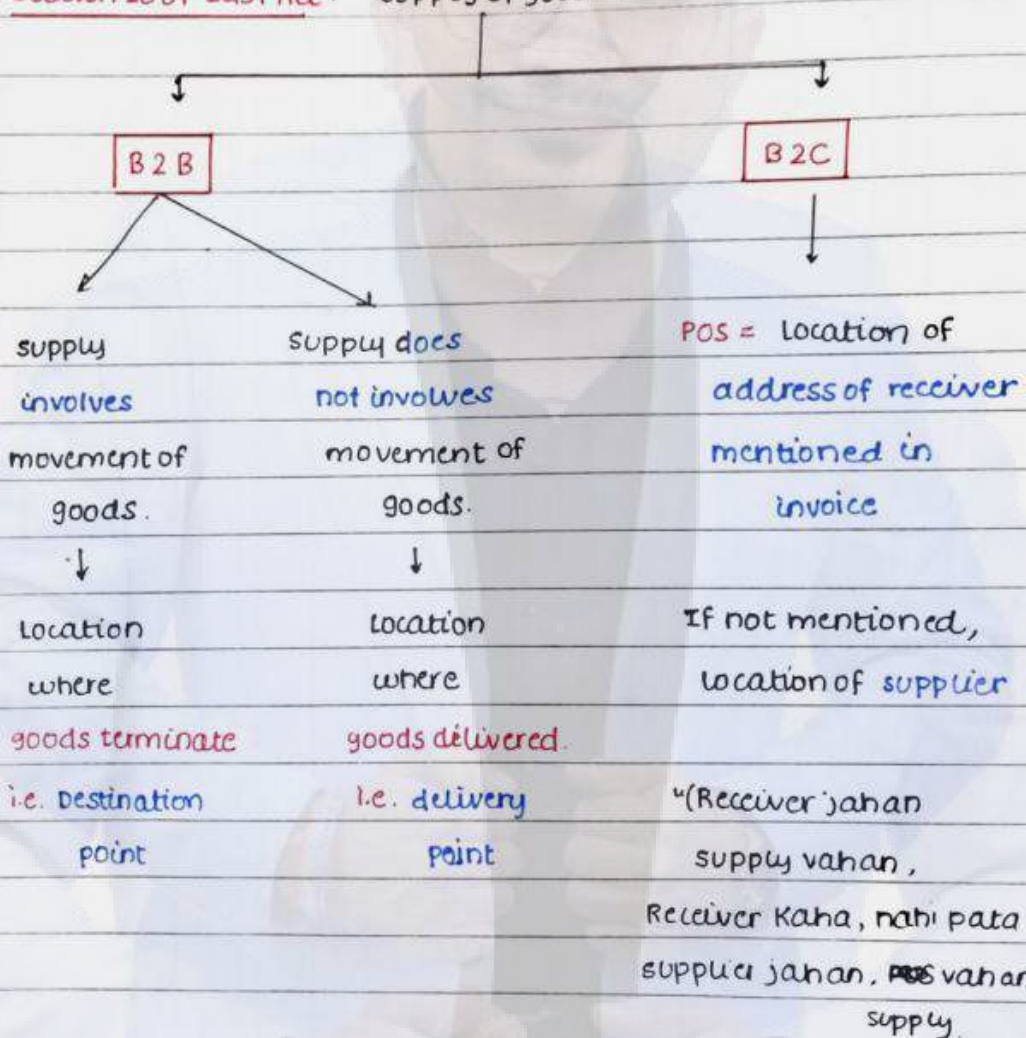 B2B
B2C
supply
involves
movement of
goods.
↓
Location
where
goods terminate
i.e. Destination
point
supply does
not involves
movement of
goods.
↓
Location
where
goods delivered.
i.e. delivery
point
POS = Location of
address of receiver
mentioned in
invoice
If not mentioned,
location of supplier
"(Receiver jahan
supply vahan,
Receiver Kaha, nahi pata
supplier jahan, vahan
supply